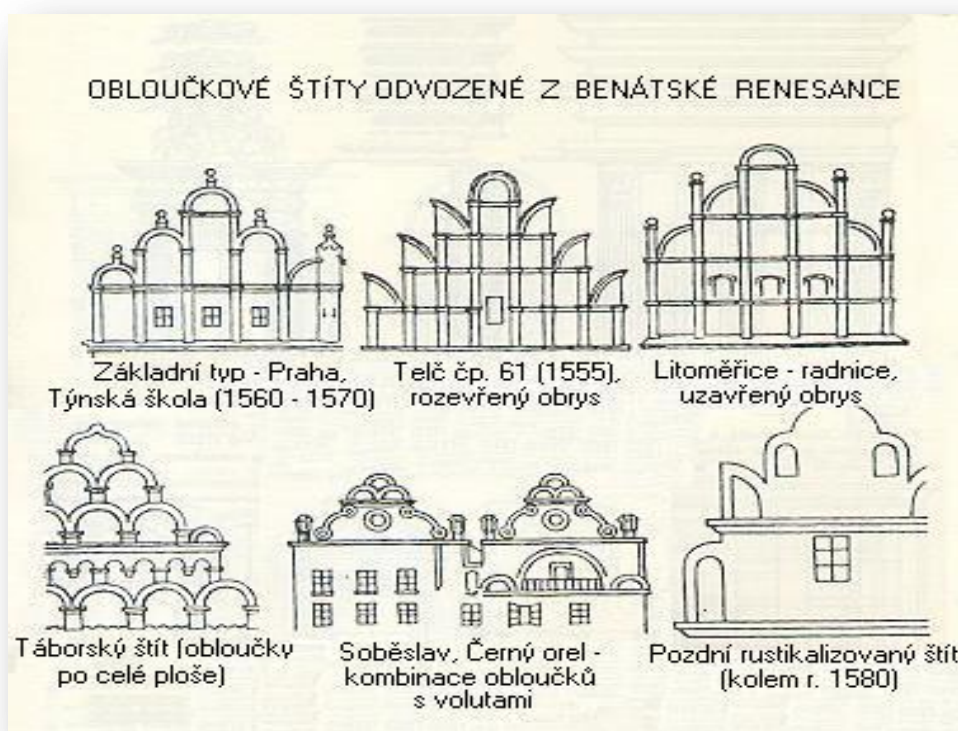 OBLOUČKOVÉ ŠTÍTY ODVOZENÉ Z BENÁTSKÉ RENESANCE
Základní typ - Praha,
Týnská škola (1560 - 1570)
Telč čp. 61 (1555),
rozevřený obrys
Litoměřice - radnice,
uzavřený obrys
Táborský štít (obloučky
po celé ploše)
Soběslav, Černý orel -
kombinace obloučků
s volutami
Pozdní rustikalizovaný štít
(kolem r. 1580)